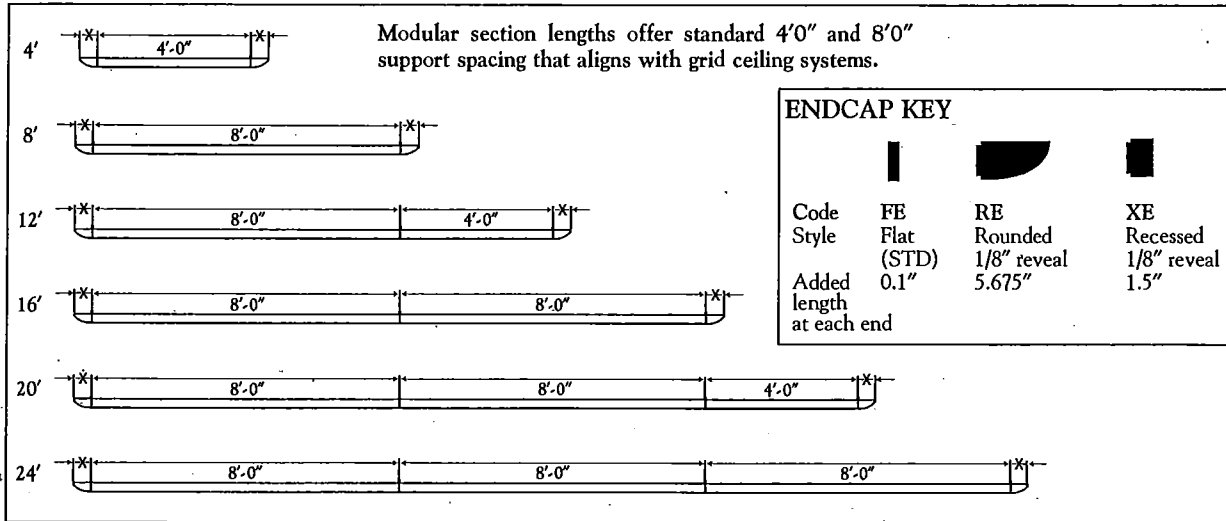 Modular section lengths offer standard 4'0" and 8'0"
support spacing that aligns with grid ceiling systems.
4' X 4'-0" X
8' X 8'-0" X
12' X 8'-0" 4'-0" X
16' X 8'-0" 8'-0" X
20' X 8'-0" 8'-0" 4'-0" X
24' X 8'-0" 8'-0" 8'-0" X
ENDCAP KEY
Code FE RE XE
Style Flat Rounded Recessed
(STD) 1/8" reveal 1/8" reveal
Added 0.1" 5.675" 1.5"
length
at each end